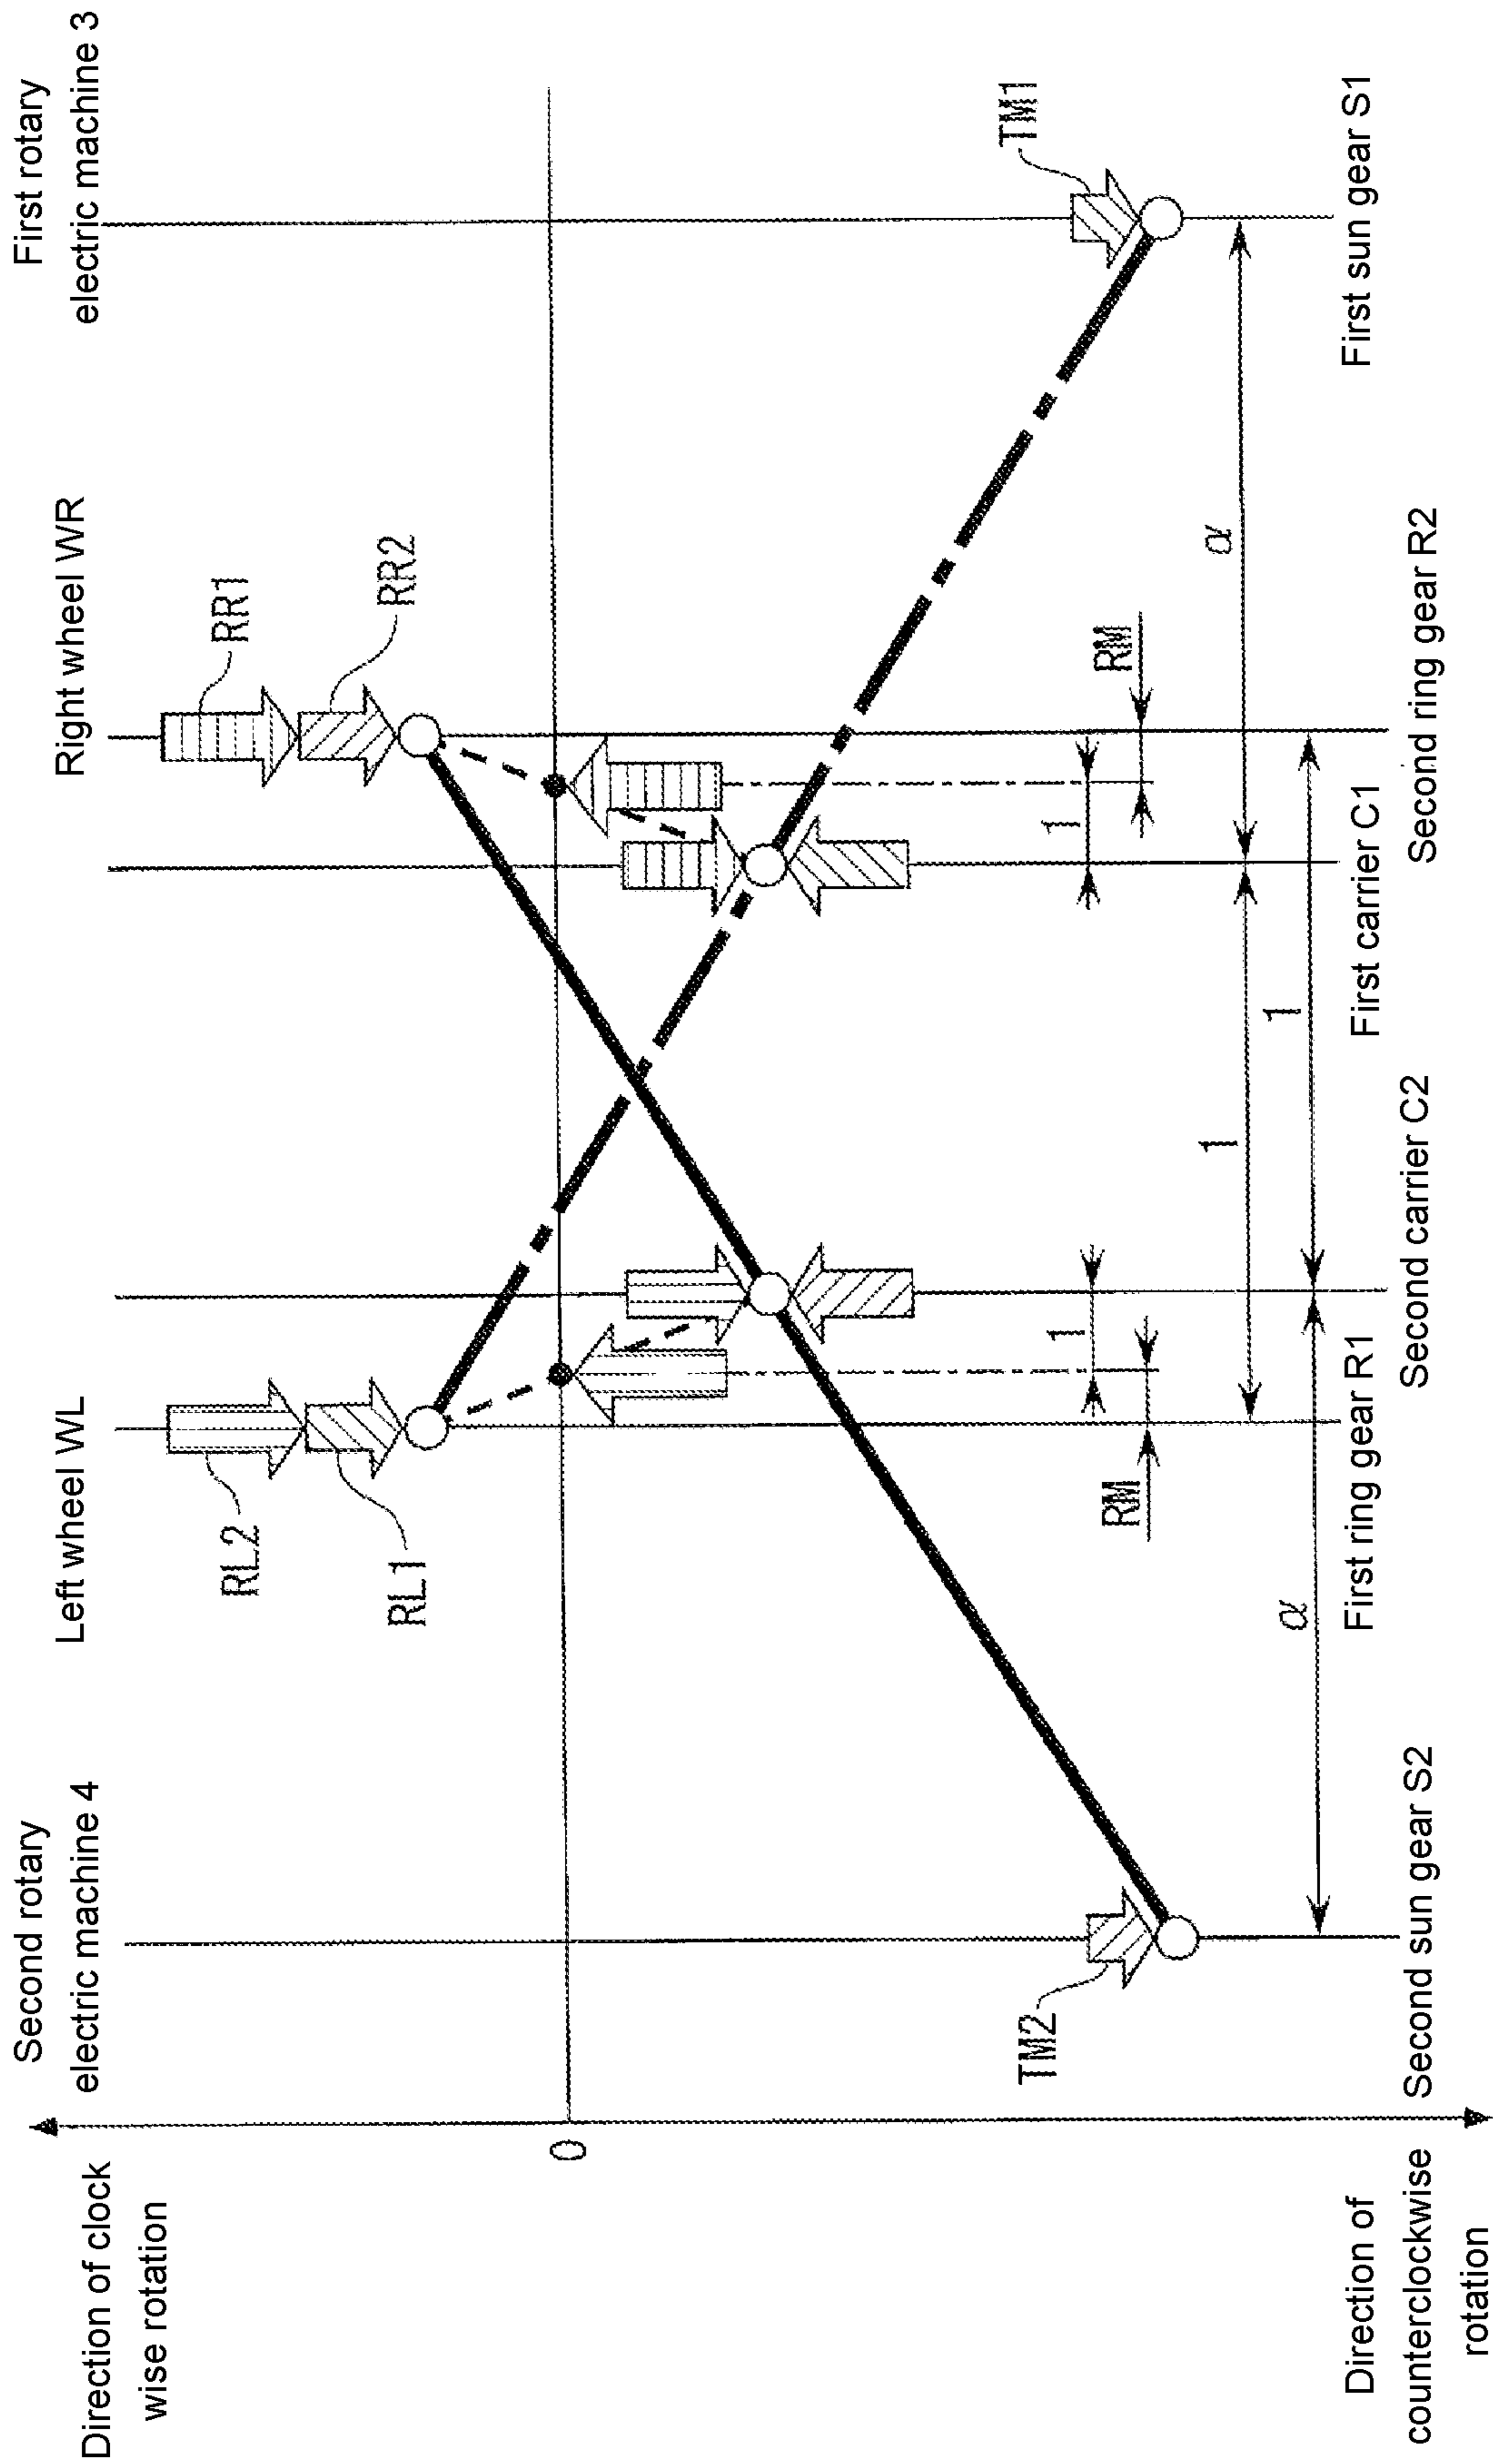 Second rotary
electric machine 4
Left wheel WL
Right wheel WR
First rotary
electric machine 3
Direction of clock
wise rotation
RL2
RL1
RR1
RR2
0
TM2
TM1
RM
1
1
RM
1
α
α
1
Direction of
counterclockwise
rotation
Second sun gear S2
First ring gear R1
Second carrier C2
First carrier C1
Second ring gear R2
First sun gear S1